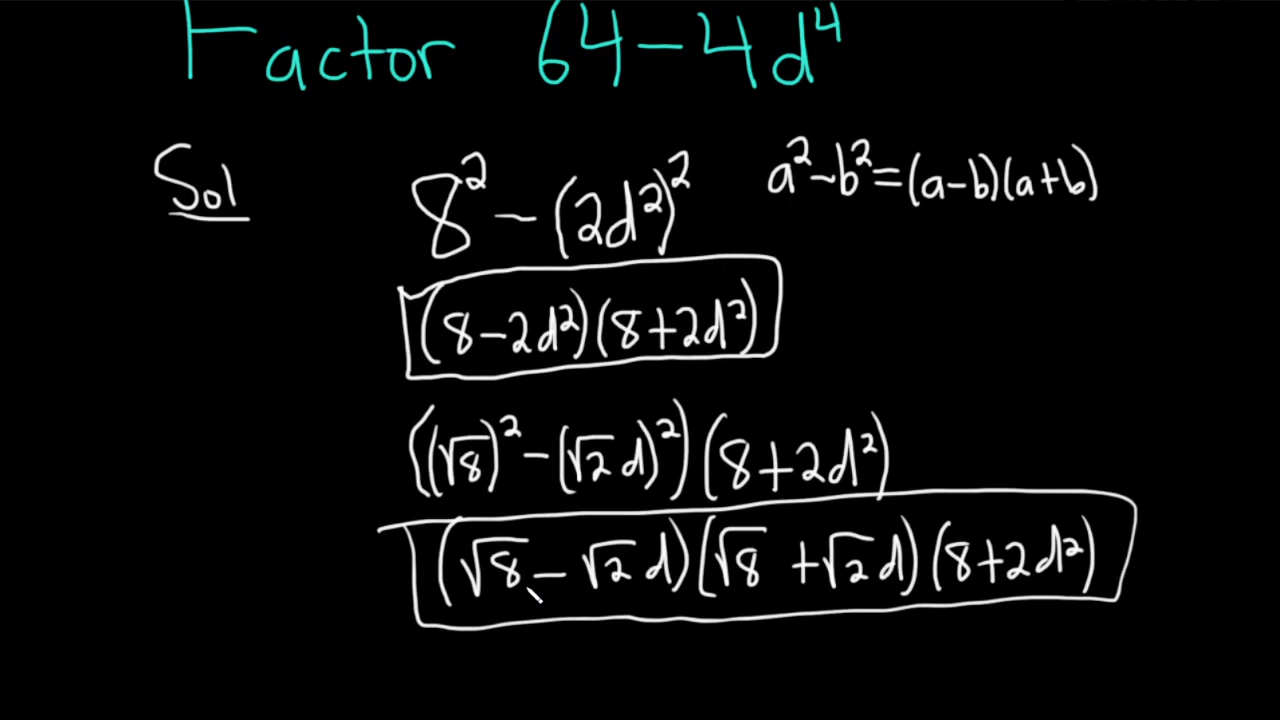 Factor 64-4d⁴
Sol
8² - (2d²)² a²-b²=(a-b)(a+b)
(8-2d²)(8+2d²)
((√8)² - (√2 d)²)(8+2d²)
(√8 - √2 d)(√8 + √2 d)(8+2d²)